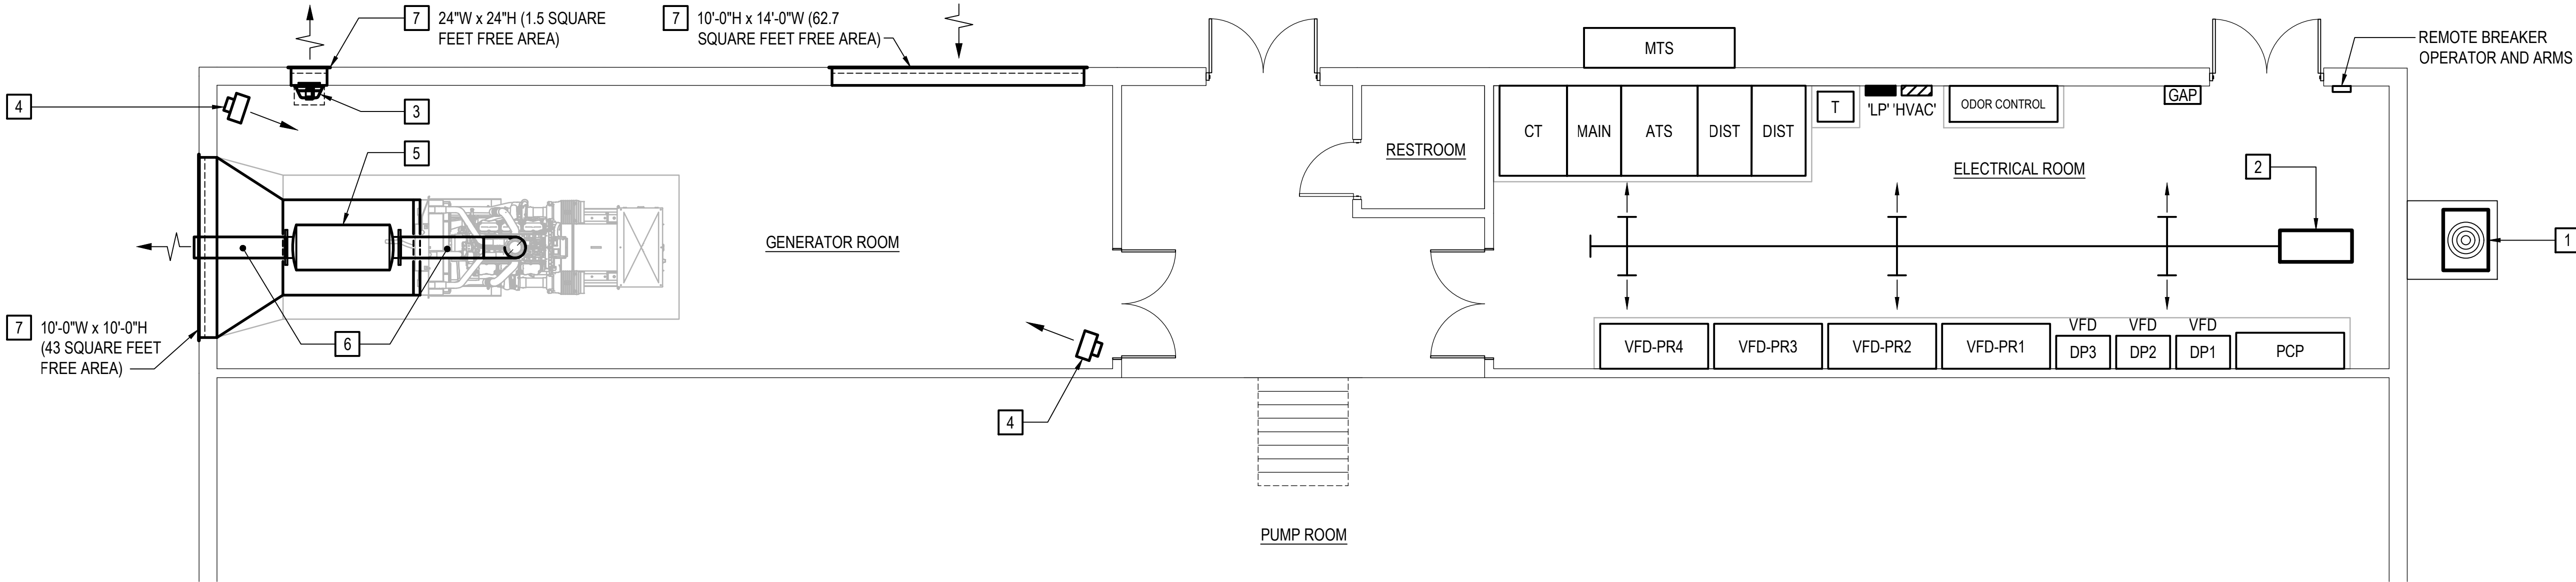 7
24"W x 24"H (1.5 SQUARE
FEET FREE AREA)
7
10'-0"H x 14'-0"W (62.7
SQUARE FEET FREE AREA)
MTS
REMOTE BREAKER
OPERATOR AND ARMS
4
3
CT
MAIN
ATS
DIST
DIST
T
'LP' 'HVAC'
ODOR CONTROL
GAP
5
RESTROOM
ELECTRICAL ROOM
2
GENERATOR ROOM
1
7
10'-0"W x 10'-0"H
(43 SQUARE FEET
FREE AREA)
6
VFD-PR4
VFD-PR3
VFD-PR2
VFD-PR1
VFD
DP3
VFD
DP2
VFD
DP1
PCP
4
PUMP ROOM